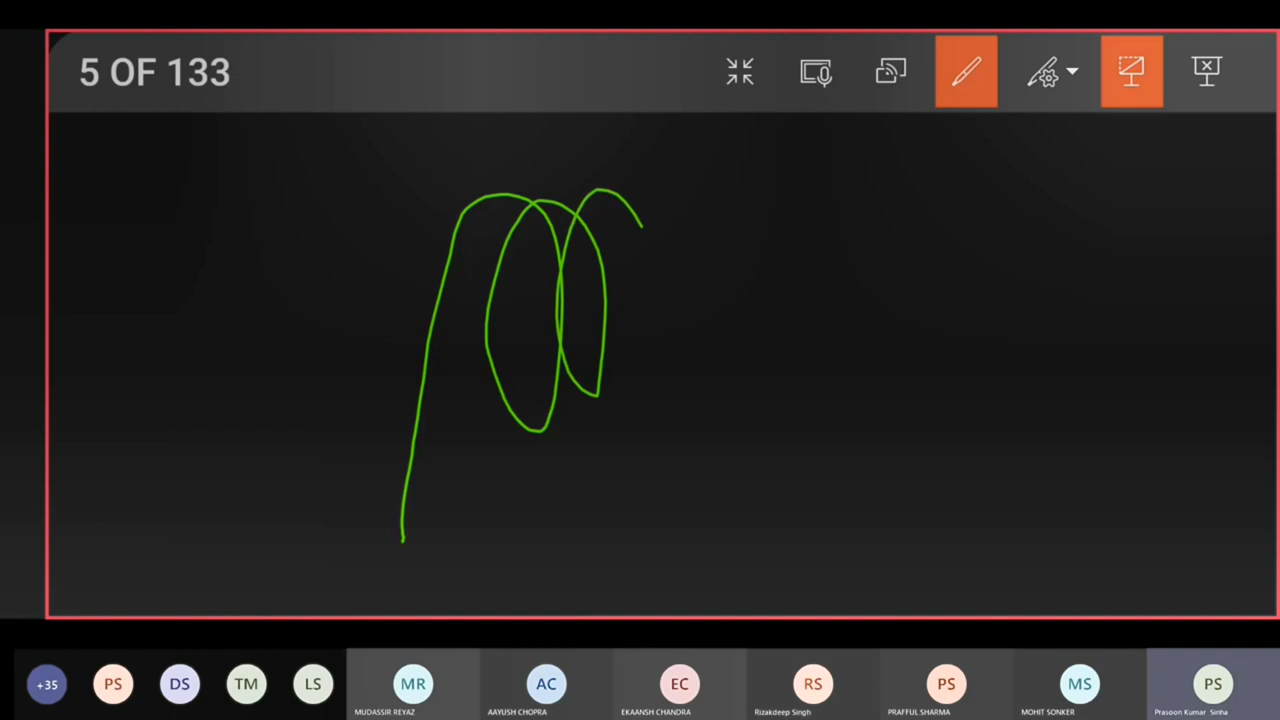 5 OF 133
+35
PS
DS
TM
LS
MR
MUDASSIR REYAZ
AC
AAYUSH CHOPRA
EC
EKAANSH CHANDRA
RS
Rizakdeep Singh
PS
PRAFFUL SHARMA
MS
MOHIT SONKER
PS
Prasoon Kumar Sinha